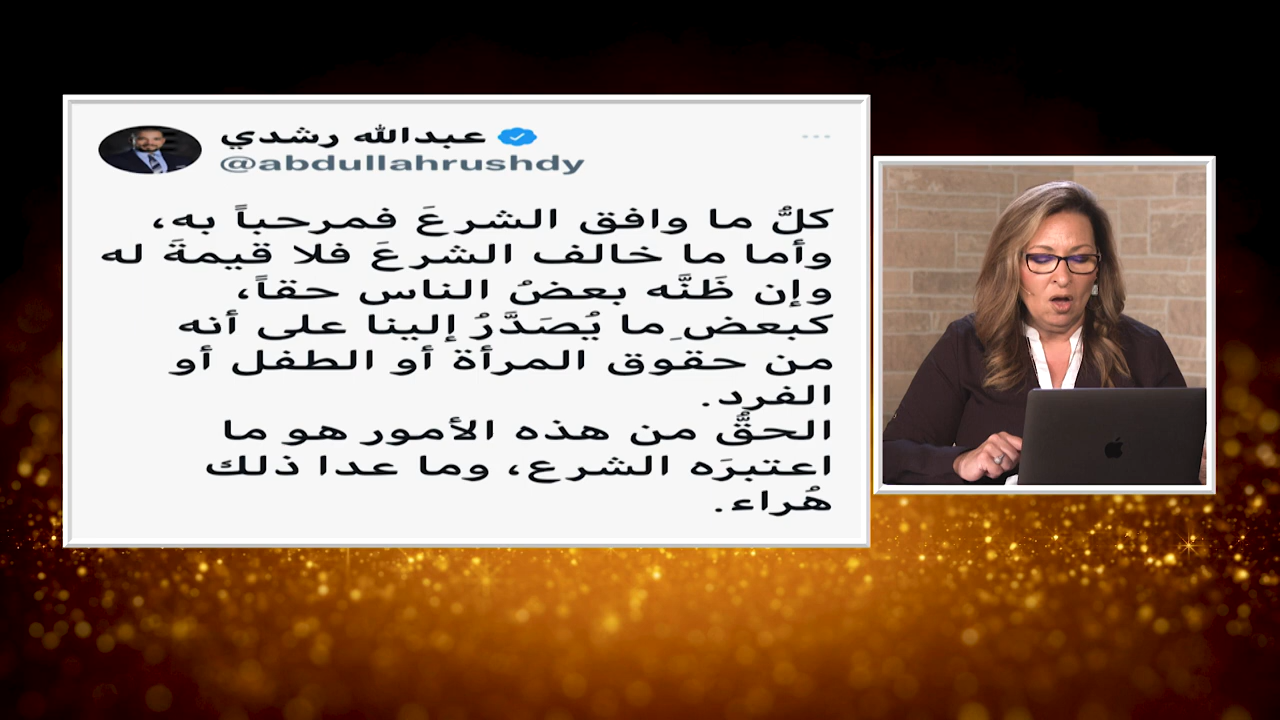 عبدالله رشدي
@abdullahrushdy
كلُّ ما وافق الشرعَ فمرحباً به،
وأما ما خالف الشرعَ فلا قيمةَ له
وإن ظَنَّه بعضُ الناس حقاً،
كبعضِ ما يُصَدَّرُ إلينا على أنه
من حقوق المرأة أو الطفل أو
الفرد.
الحقُّ من هذه الأمور هو ما
اعتبرَه الشرع، وما عدا ذلك
هُراء.